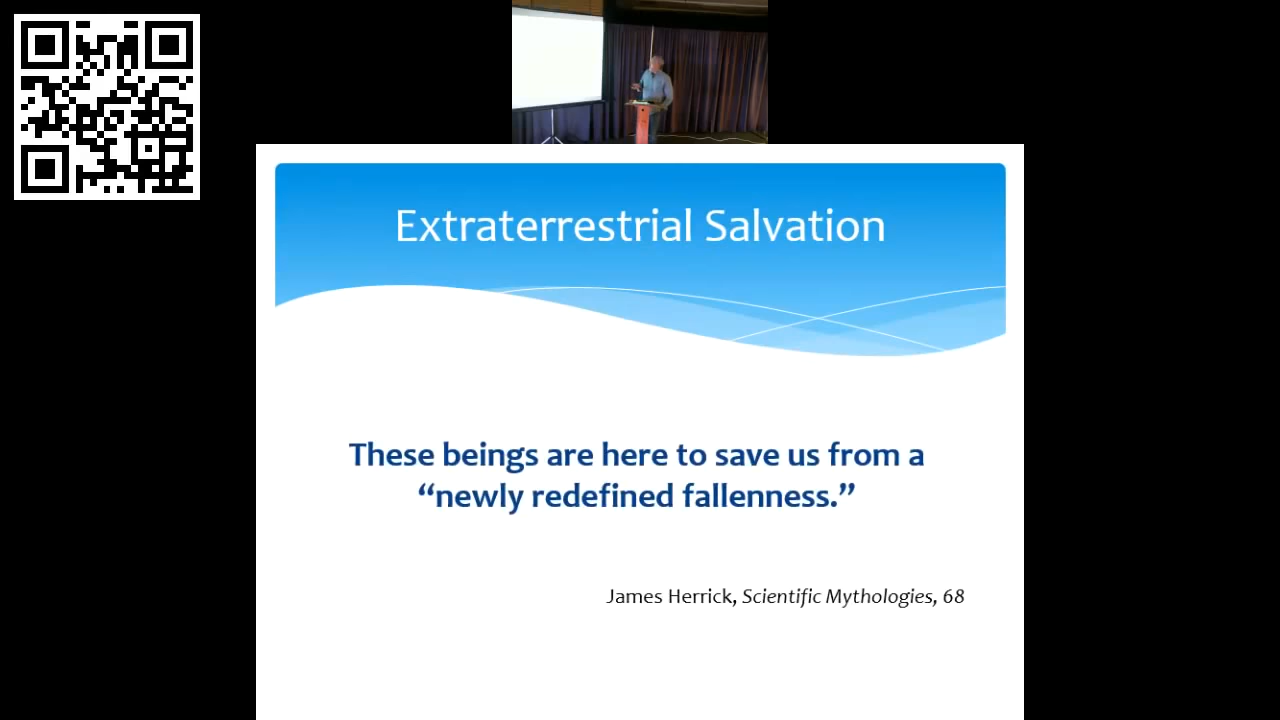 Extraterrestrial Salvation
These beings are here to save us from a
“newly redefined fallenness.”
James Herrick, Scientific Mythologies, 68